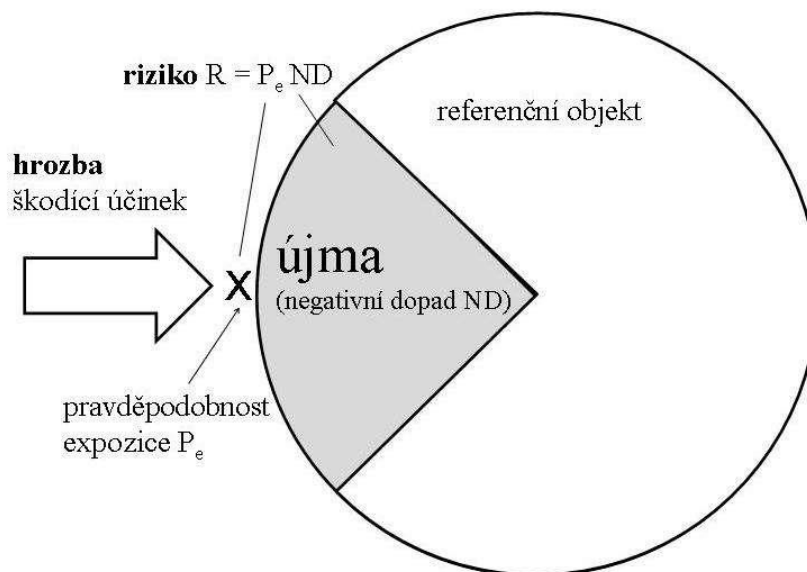 riziko R = Pₑ ND
referenční objekt
hrozba
škodící účinek
újma
(negativní dopad ND)
X
pravděpodobnost
expozice Pₑ